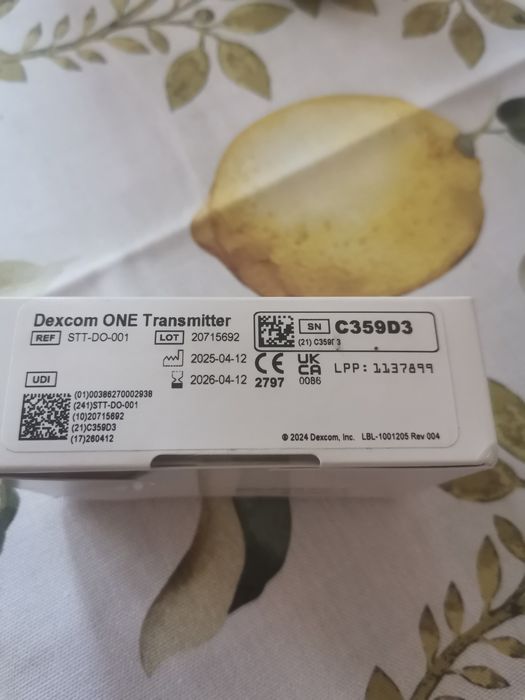 Dexcom ONE Transmitter
REF STT-DO-001 LOT 20715692
SN C359D3
(21) C359
2025-04-12
2026-04-12
CE 2797
UK CA 0086
LPP: 1137899
UDI
(01)00386270002938
(241)STT-DO-001
(10)20715692
(21)C359D3
(17)260412
© 2024 Dexcom, Inc. LBL-1001205 Rev 004